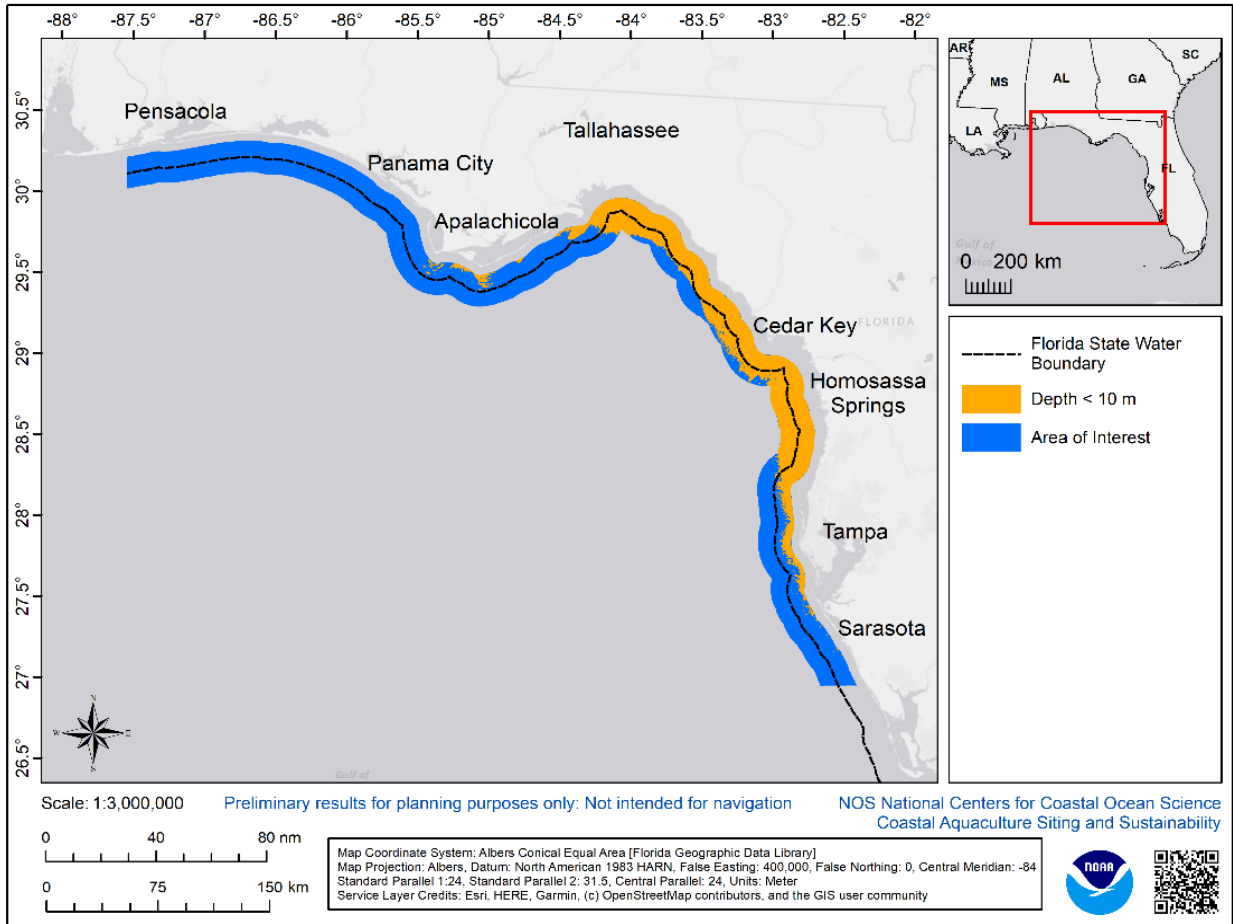 -88° -87.5° -87° -86.5° -86° -85.5° -85° -84.5° -84° -83.5° -83° -82.5° -82°
30.5°
30°
29.5°
29°
28.5°
28°
27.5°
27°
26.5°
Pensacola
Tallahassee
Panama City
Apalachicola
Cedar Key
FLORIDA
Homosassa
Springs
Tampa
Sarasota
Gulf of
N
W E
S
AR
SC
MS
AL
GA
LA
FL
Gulf of
Mexico
0 200 km
Florida State Water
Boundary
Depth < 10 m
Area of Interest
Scale: 1:3,000,000
Preliminary results for planning purposes only: Not intended for navigation
NOS National Centers for Coastal Ocean Science
Coastal Aquaculture Siting and Sustainability
0 40 80 nm
0 75 150 km
Map Coordinate System: Albers Conical Equal Area [Florida Geographic Data Library]
Map Projection: Albers, Datum: North American 1983 HARN, False Easting: 400,000, False Northing: 0, Central Meridian: -84
Standard Parallel 1:24, Standard Parallel 2: 31.5, Central Parallel: 24, Units: Meter
Service Layer Credits: Esri, HERE, Garmin, (c) OpenStreetMap contributors, and the GIS user community
NOAA